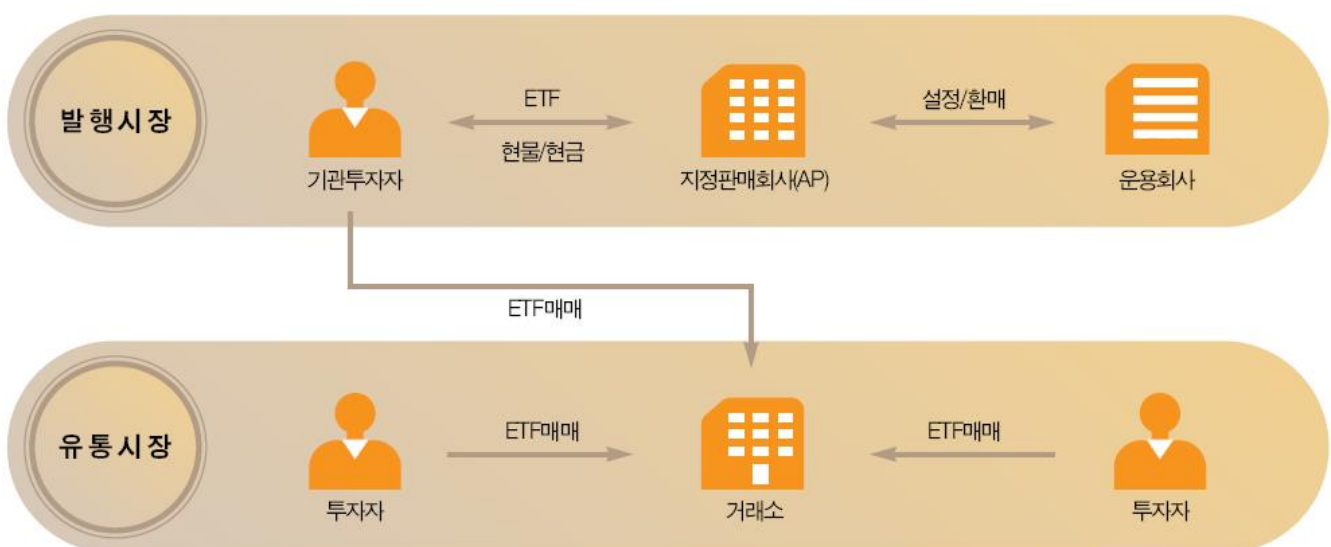 발행시장
ETF
현물/현금
설정/환매
기관투자자
지정판매회사(AP)
운용회사
ETF매매
유통시장
ETF매매
ETF매매
투자자
거래소
투자자